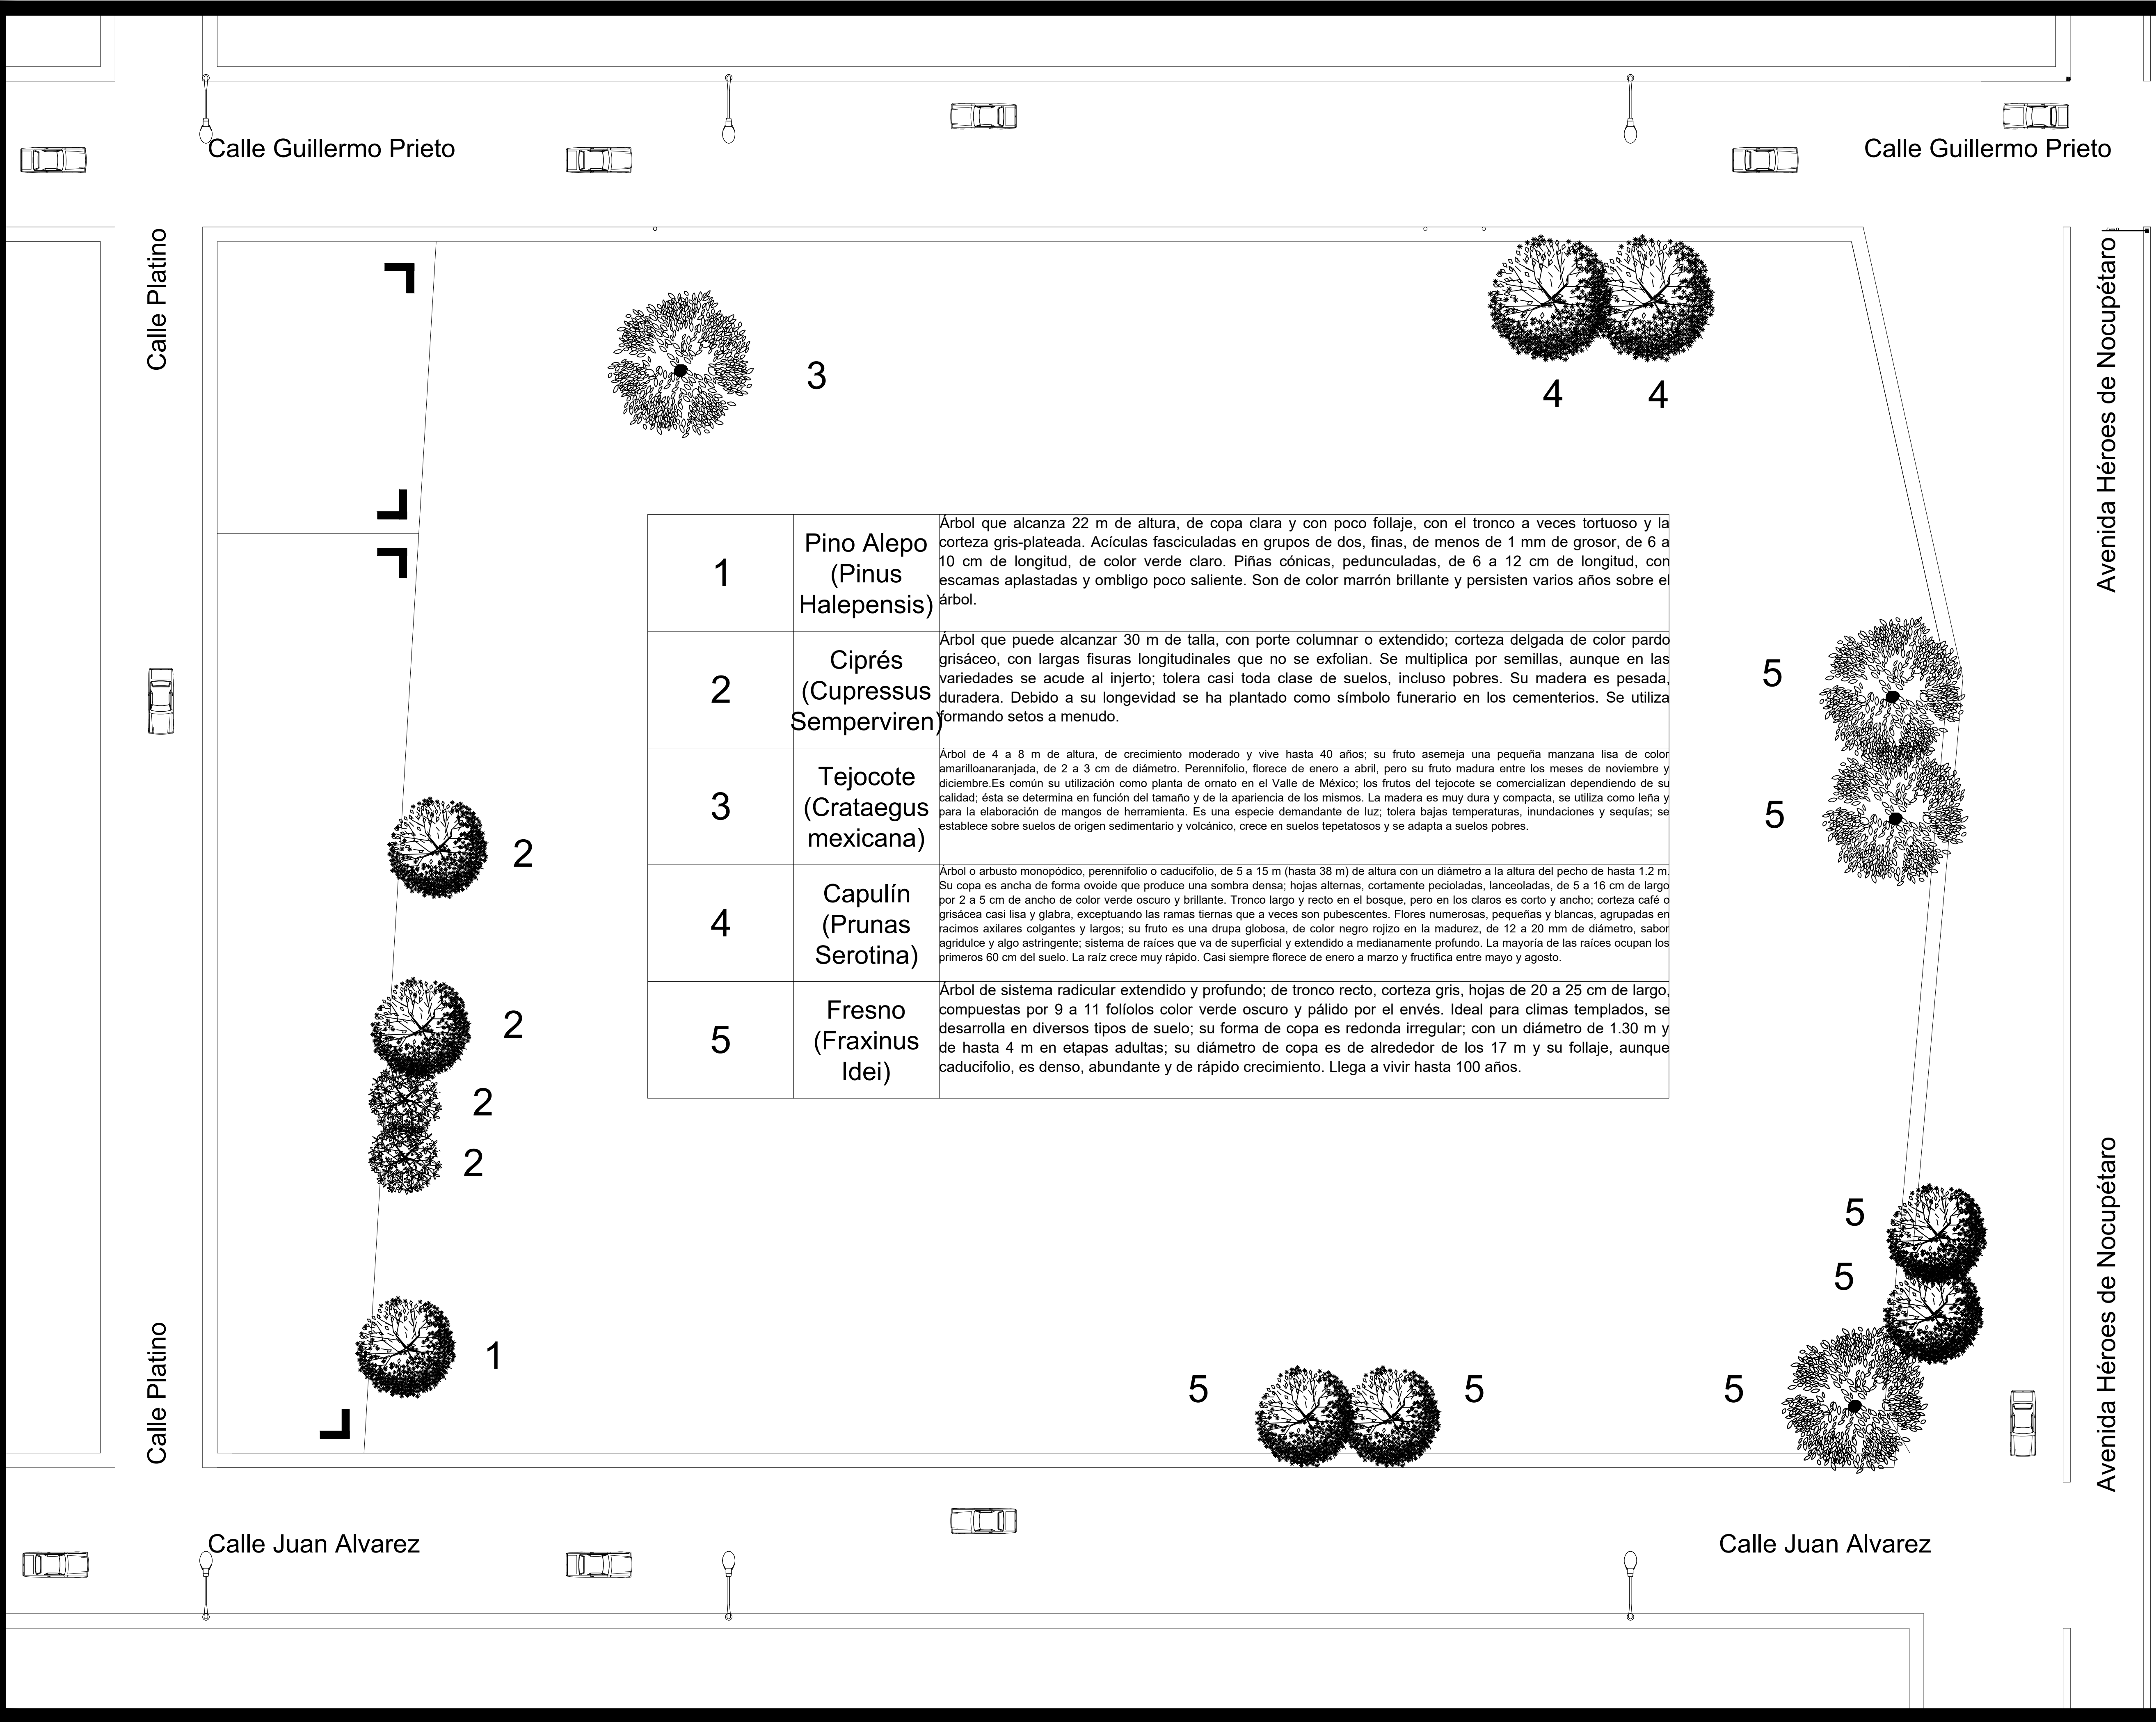 Calle Guillermo Prieto
Calle Guillermo Prieto
Calle Platino
Avenida Héroes de Nocupétaro
3
4
4
1
Pino Alepo
(Pinus
Halepensis)
Árbol que alcanza 22 m de altura, de copa clara y con poco follaje, con el tronco a veces tortuoso y la
corteza gris-plateada. Acículas fasciculadas en grupos de dos, finas, de menos de 1 mm de grosor, de 6 a
10 cm de longitud, de color verde claro. Piñas cónicas, pedunculadas, de 6 a 12 cm de longitud, con
escamas aplastadas y ombligo poco saliente. Son de color marrón brillante y persisten varios años sobre el
árbol.
2
Ciprés
(Cupressus
Semperviren)
Árbol que puede alcanzar 30 m de talla, con porte columnar o extendido; corteza delgada de color pardo
grisáceo, con largas fisuras longitudinales que no se exfolian. Se multiplica por semillas, aunque en las
variedades se acude al injerto; tolera casi toda clase de suelos, incluso pobres. Su madera es pesada,
duradera. Debido a su longevidad se ha plantado como símbolo funerario en los cementerios. Se utiliza
formando setos a menudo.
3
Tejocote
(Crataegus
mexicana)
Árbol de 4 a 8 m de altura, de crecimiento moderado y vive hasta 40 años; su fruto asemeja una pequeña manzana lisa de color
amarilloanaranjada, de 2 a 3 cm de diámetro. Perennifolio, florece de enero a abril, pero su fruto madura entre los meses de noviembre y
diciembre.Es común su utilización como planta de ornato en el Valle de México; los frutos del tejocote se comercializan dependiendo de su
calidad; ésta se determina en función del tamaño y de la apariencia de los mismos. La madera es muy dura y compacta, se utiliza como leña y
para la elaboración de mangos de herramienta. Es una especie demandante de luz; tolera bajas temperaturas, inundaciones y sequías; se
establece sobre suelos de origen sedimentario y volcánico, crece en suelos tepetatosos y se adapta a suelos pobres.
4
Capulín
(Prunas
Serotina)
Árbol o arbusto monopódico, perennifolio o caducifolio, de 5 a 15 m (hasta 38 m) de altura con un diámetro a la altura del pecho de hasta 1.2 m.
Su copa es ancha de forma ovoide que produce una sombra densa; hojas alternas, cortamente pecioladas, lanceoladas, de 5 a 16 cm de largo
por 2 a 5 cm de ancho de color verde oscuro y brillante. Tronco largo y recto en el bosque, pero en los claros es corto y ancho; corteza café o
grisácea casi lisa y glabra, exceptuando las ramas tiernas que a veces son pubescentes. Flores numerosas, pequeñas y blancas, agrupadas en
racimos axilares colgantes y largos; su fruto es una drupa globosa, de color negro rojizo en la madurez, de 12 a 20 mm de diámetro, sabor
agridulce y algo astringente; sistema de raíces que va de superficial y extendido a medianamente profundo. La mayoría de las raíces ocupan los
primeros 60 cm del suelo. La raíz crece muy rápido. Casi siempre florece de enero a marzo y fructifica entre mayo y agosto.
5
Fresno
(Fraxinus
Idei)
Árbol de sistema radicular extendido y profundo; de tronco recto, corteza gris, hojas de 20 a 25 cm de largo,
compuestas por 9 a 11 folíolos color verde oscuro y pálido por el envés. Ideal para climas templados, se
desarrolla en diversos tipos de suelo; su forma de copa es redonda irregular; con un diámetro de 1.30 m y
de hasta 4 m en etapas adultas; su diámetro de copa es de alrededor de los 17 m y su follaje, aunque
caducifolio, es denso, abundante y de rápido crecimiento. Llega a vivir hasta 100 años.
5
5
2
2
2
2
1
5
5
5
5
5
Calle Platino
Avenida Héroes de Nocupétaro
Calle Juan Alvarez
Calle Juan Alvarez